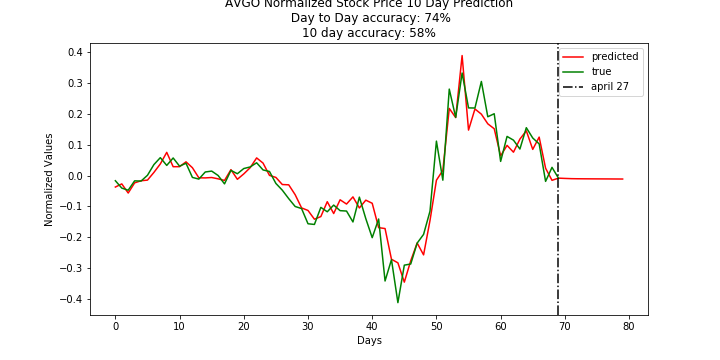 AVGO Normalized Stock Price 10 Day Prediction
Day to Day accuracy: 74%
10 day accuracy: 58%
predicted
true
april 27
Normalized Values
0.4
0.3
0.2
0.1
0.0
−0.1
−0.2
−0.3
−0.4
0 10 20 30 40 50 60 70 80
Days